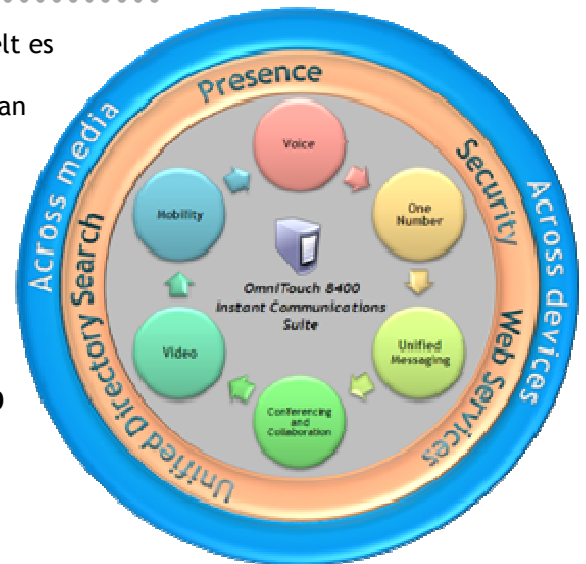 elt es
an
Across media
Across devices
Presence
Security
Web Services
Unified Directory Search
Voice
One
Number
Unified
Messaging
Conferencing
and
Collaboration
Video
Mobility
OmniTouch 8400
Instant Communications
Suite